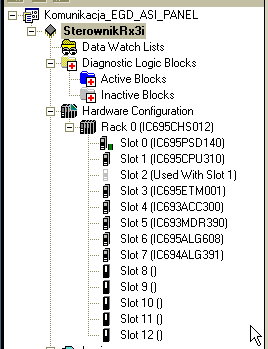 Komunikacja_EGD_ASI_PANEL
SterownikRx3i
Data Watch Lists
Diagnostic Logic Blocks
Active Blocks
Inactive Blocks
Hardware Configuration
Rack 0 (IC695CHS012)
Slot 0 (IC695PSD140)
Slot 1 (IC695CPU310)
Slot 2 (Used With Slot 1)
Slot 3 (IC695ETM001)
Slot 4 (IC693ACC300)
Slot 5 (IC693MDR390)
Slot 6 (IC695ALG608)
Slot 7 (IC694ALG391)
Slot 8 ()
Slot 9 ()
Slot 10 ()
Slot 11 ()
Slot 12 ()